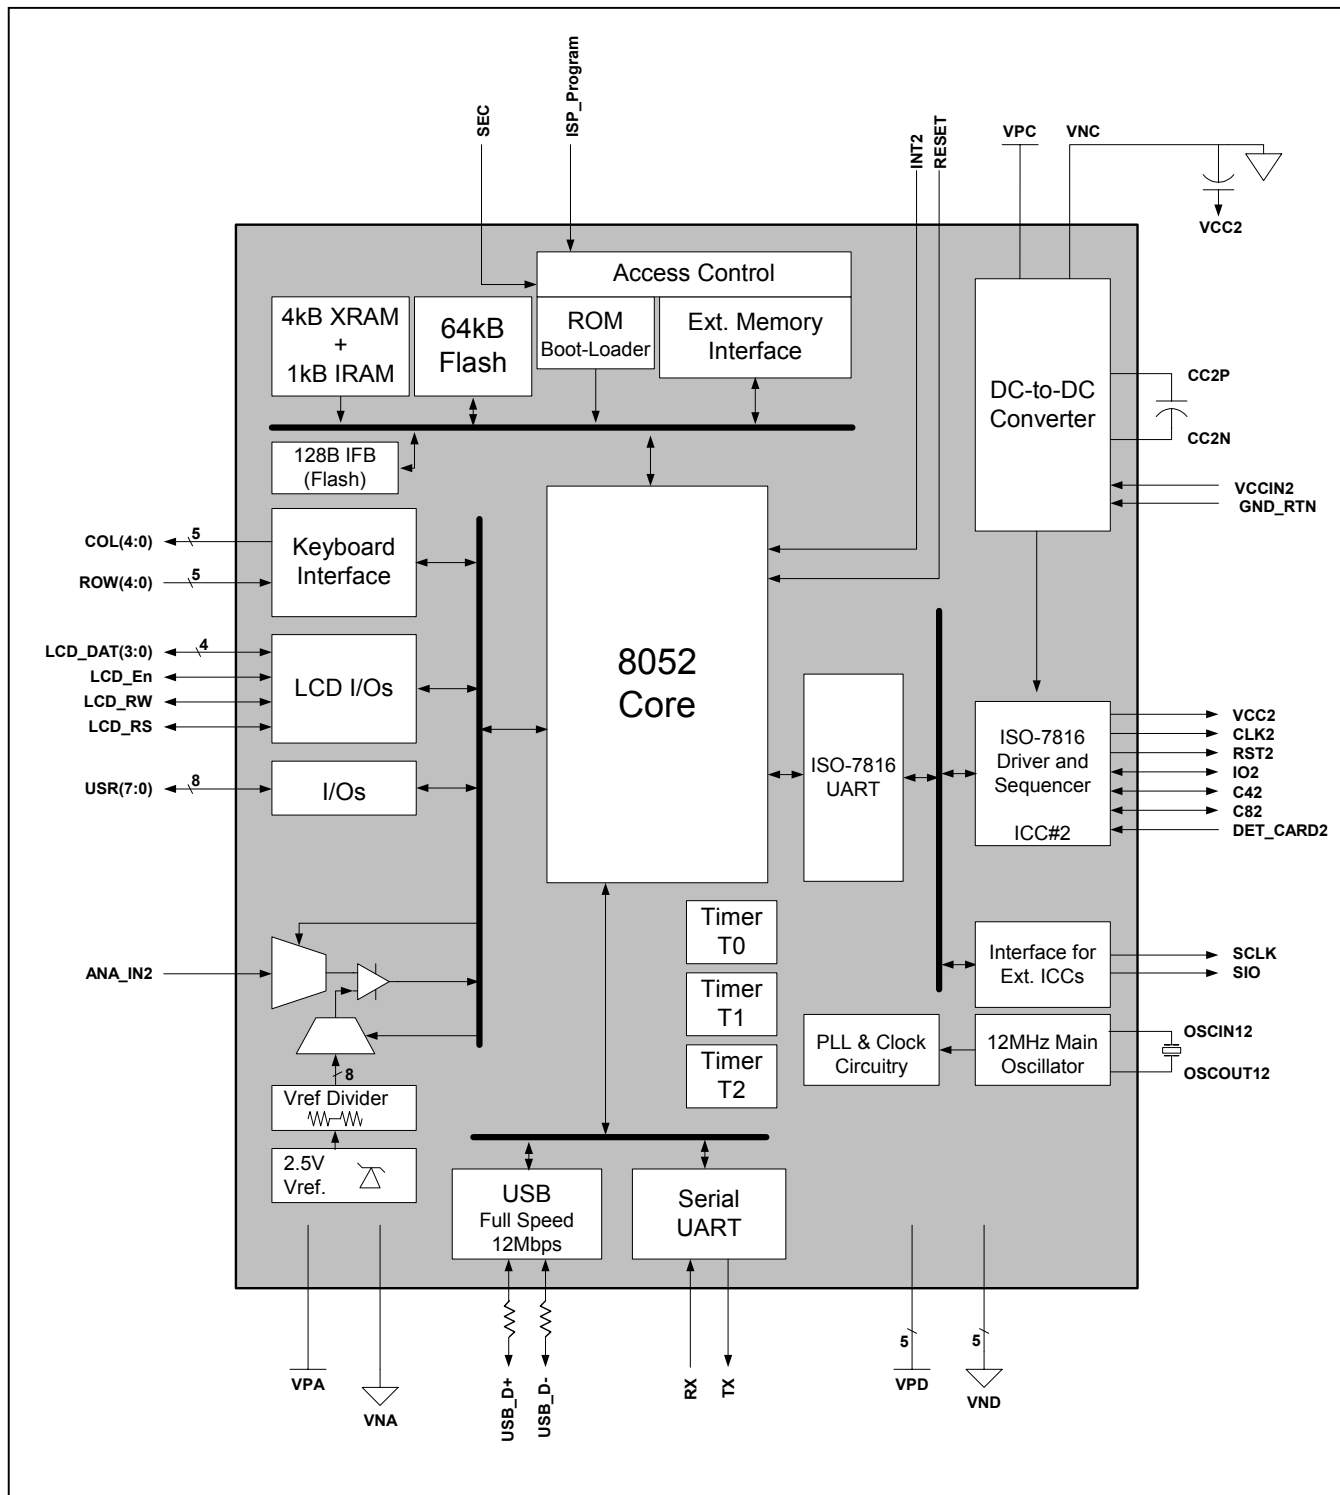 SEC
ISP_Program
INT2
RESET
VPC
VNC
VCC2
Access Control
4kB XRAM
+
1kB IRAM
64kB
Flash
ROM
Boot-Loader
Ext. Memory
Interface
DC-to-DC
Converter
CC2P
CC2N
VCCIN2
GND_RTN
128B IFB
(Flash)
COL(4:0)
5
ROW(4:0)
5
Keyboard
Interface
LCD_DAT(3:0)
4
LCD_En
LCD_RW
LCD_RS
LCD I/Os
USR(7:0)
8
I/Os
8052
Core
ISO-7816
UART
ISO-7816
Driver and
Sequencer
ICC#2
VCC2
CLK2
RST2
IO2
C42
C82
DET_CARD2
ANA_IN2
Timer
T0
Timer
T1
Timer
T2
Interface for
Ext. ICCs
SCLK
SIO
PLL & Clock
Circuitry
12MHz Main
Oscillator
OSCIN12
OSCOUT12
8
Vref Divider
2.5V
Vref.
USB
Full Speed
12Mbps
Serial
UART
VPA
VNA
USB_D+
USB_D-
RX
TX
5
VPD
5
VND